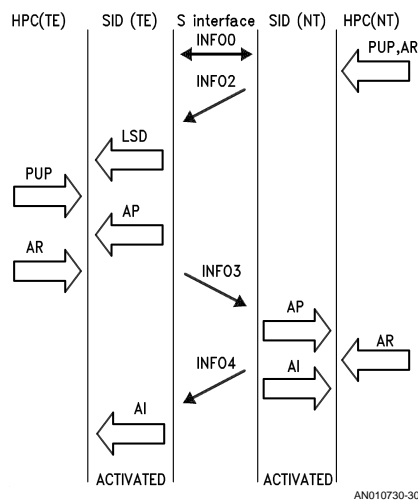 HPC(TE) SID (TE) S interface SID (NT) HPC(NT)
INFO0
PUP,AR
INFO2
LSD
PUP
AP
AR
INFO3
AP
AR
INFO4
AI
AI
ACTIVATED ACTIVATED
AN010730-30